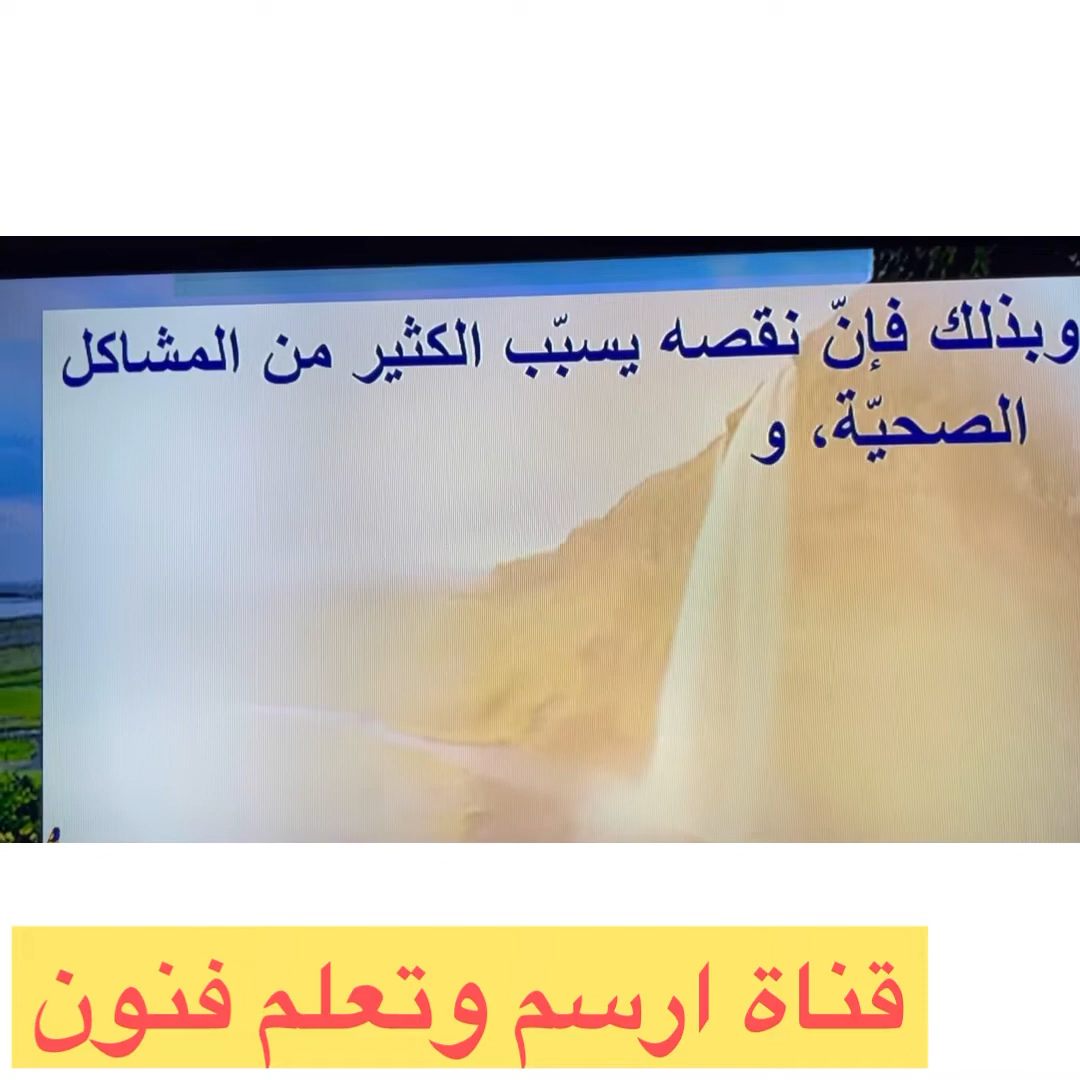 وبذلك فإنّ نقصه يسبّب الكثير من المشاكل
الصحيّة، و
قناة ارسم وتعلم فنون